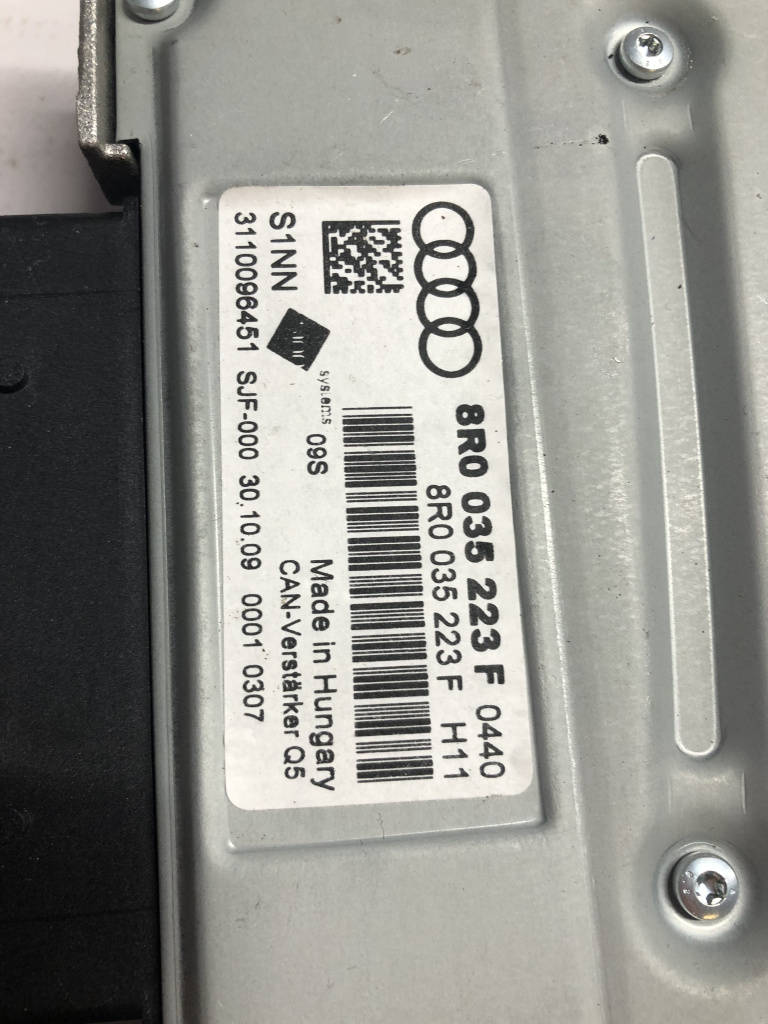 8R0 035 223 F 0440
8R0 035 223 F H11
S1NN
systems
09S
Made in Hungary
CAN-Verstärker Q5
3110096451 SJF-000 30.10.09 0001 0307